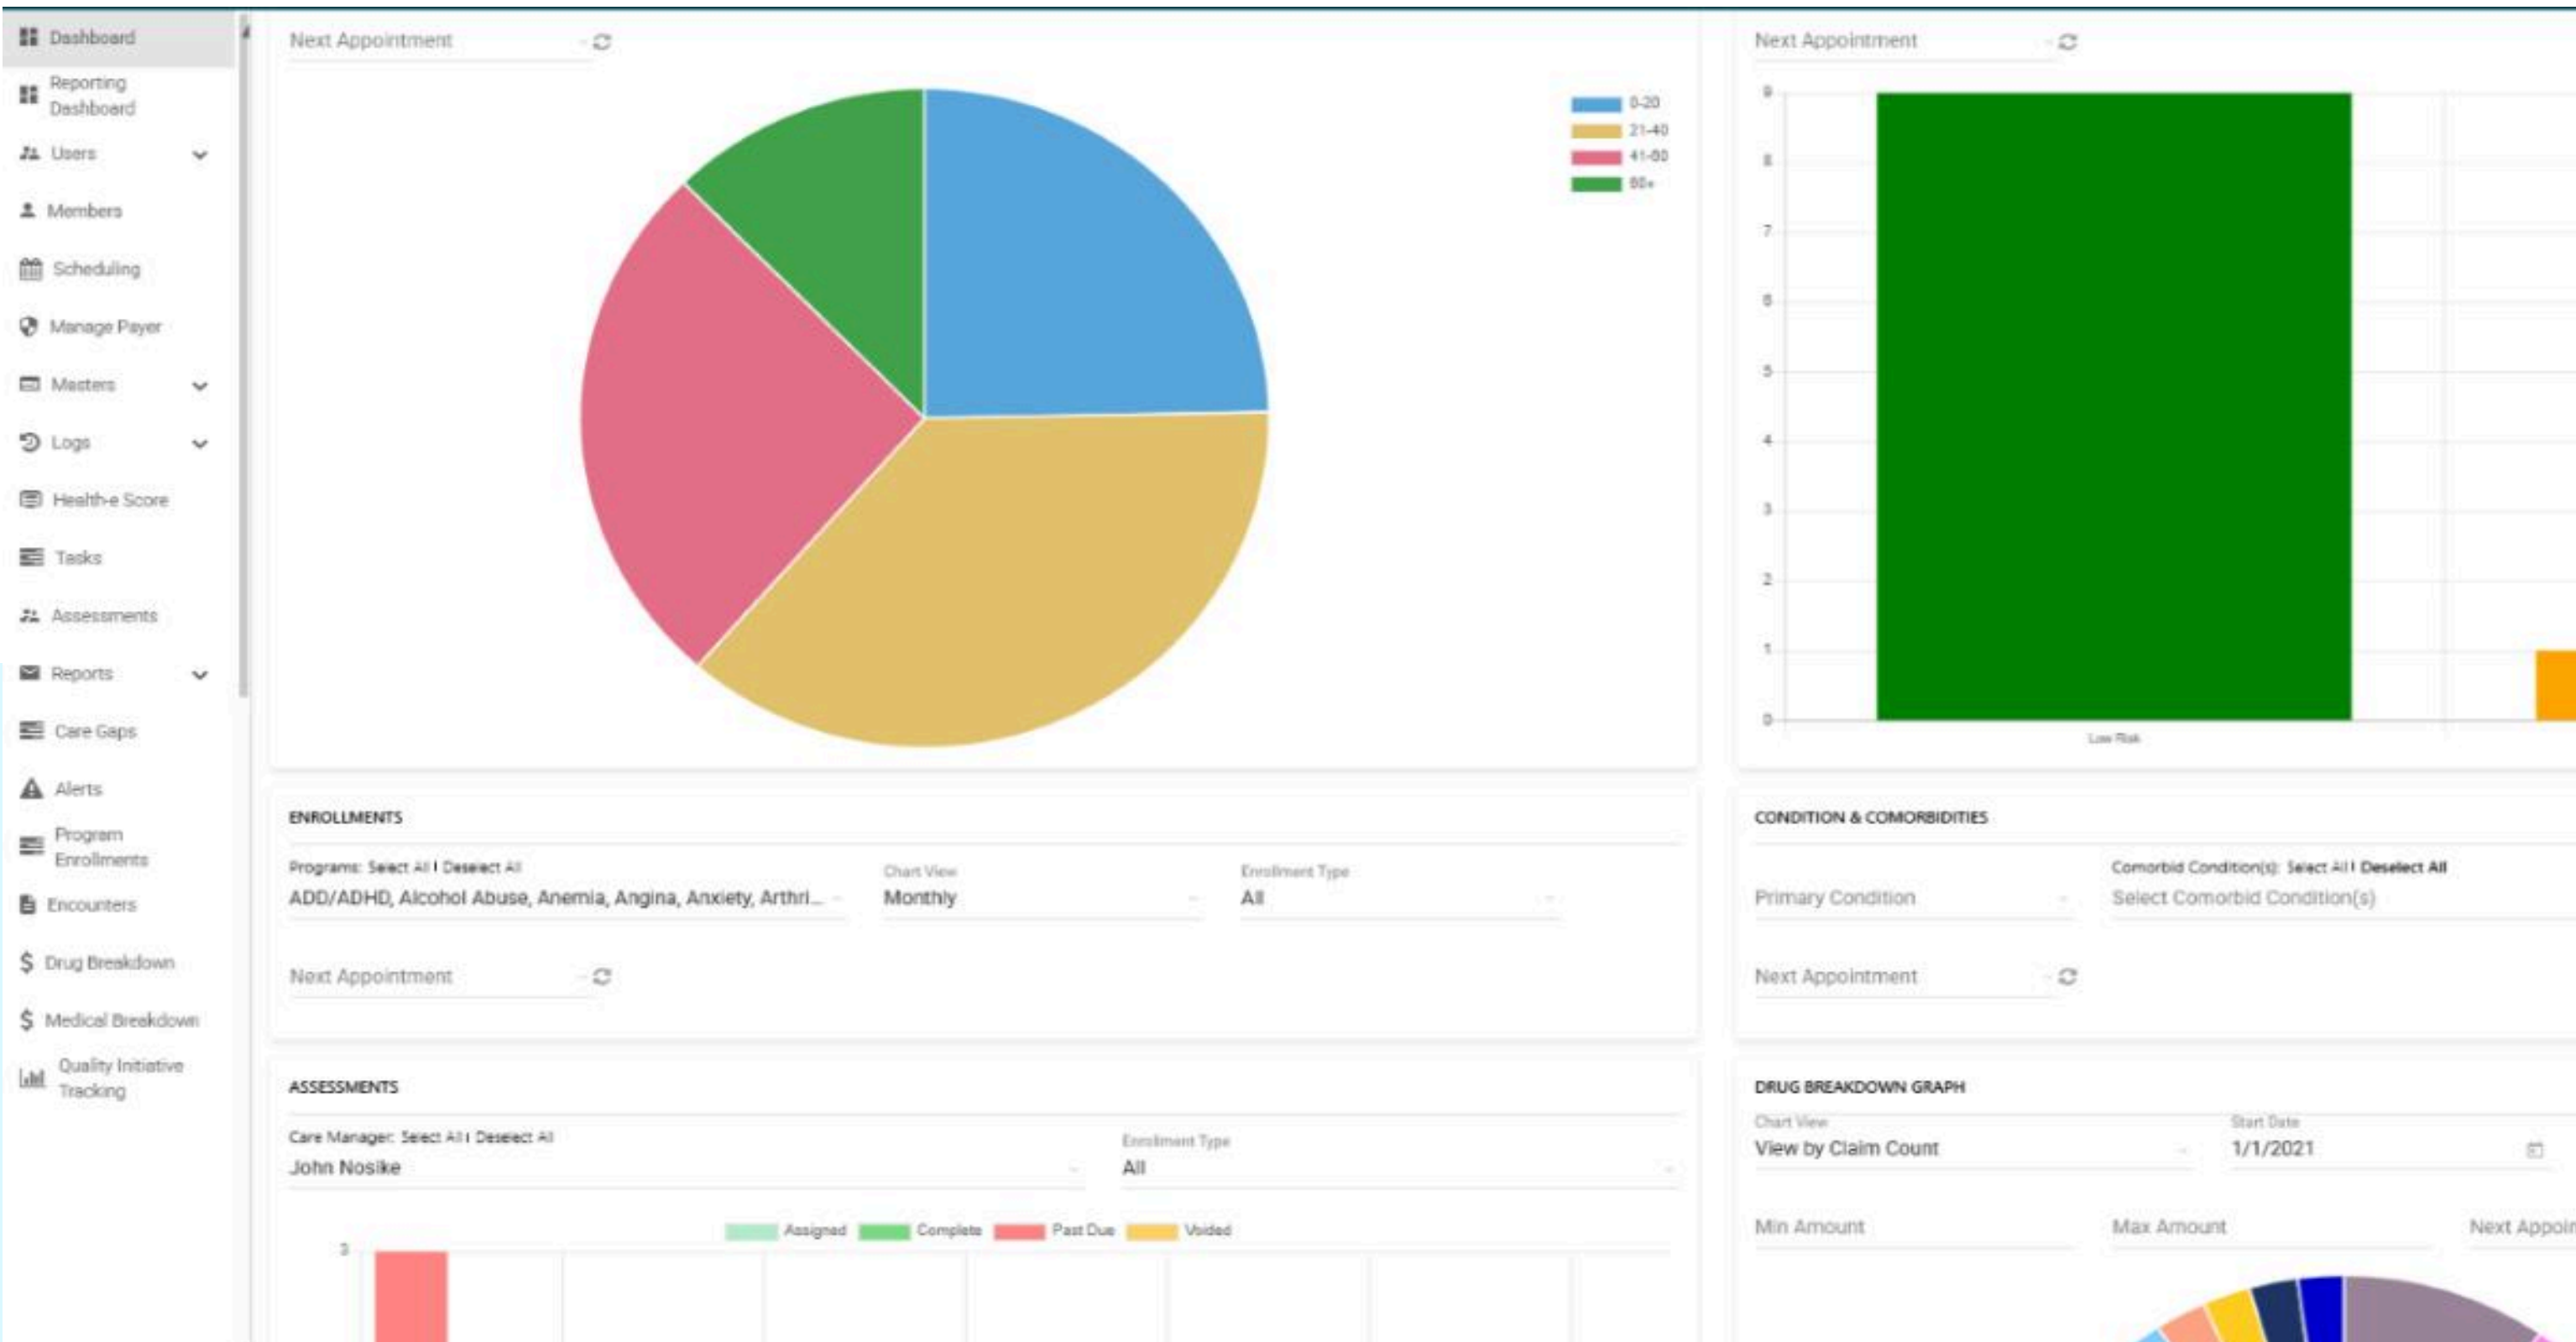 Dashboard
Reporting
Dashboard
Users
Members
Scheduling
Manage Payer
Masters
Logs
Health-e Score
Tasks
Assessments
Reports
Care Gaps
Alerts
Program
Enrollments
Encounters
Drug Breakdown
Medical Breakdown
Quality Initiative
Tracking
Next Appointment
0-20
21-40
41-60
60+
Next Appointment
9
8
7
6
5
4
3
2
1
0
Low Risk
ENROLLMENTS
Programs: Select All | Deselect All
ADD/ADHD, Alcohol Abuse, Anemia, Angina, Anxiety, Arthri...
Chart View
Monthly
Enrollment Type
All
Next Appointment
CONDITION & COMORBIDITIES
Primary Condition
Comorbid Condition(s): Select All | Deselect All
Select Comorbid Condition(s)
Next Appointment
ASSESSMENTS
Care Manager: Select All | Deselect All
John Nosike
Enrollment Type
All
Assigned Complete Past Due Voided
3
DRUG BREAKDOWN GRAPH
Chart View
View by Claim Count
Start Date
1/1/2021
Min Amount
Max Amount
Next Appoin